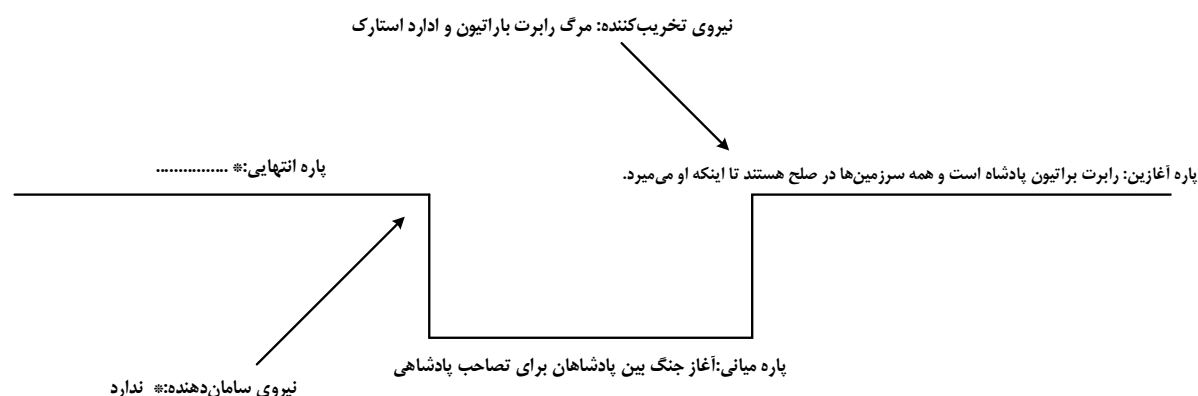 نیروی تخریب‌کننده: مرگ رابرت باراتیون و ادارد استارک
پاره آغازین: رابرت براتیون پادشاه است و همه سرزمین‌ها در صلح هستند تا اینکه او می‌میرد.
پاره انتهایی:* ................
پاره میانی:آغاز جنگ بین پادشاهان برای تصاحب پادشاهی
نیروی سامان‌دهنده:* ندارد